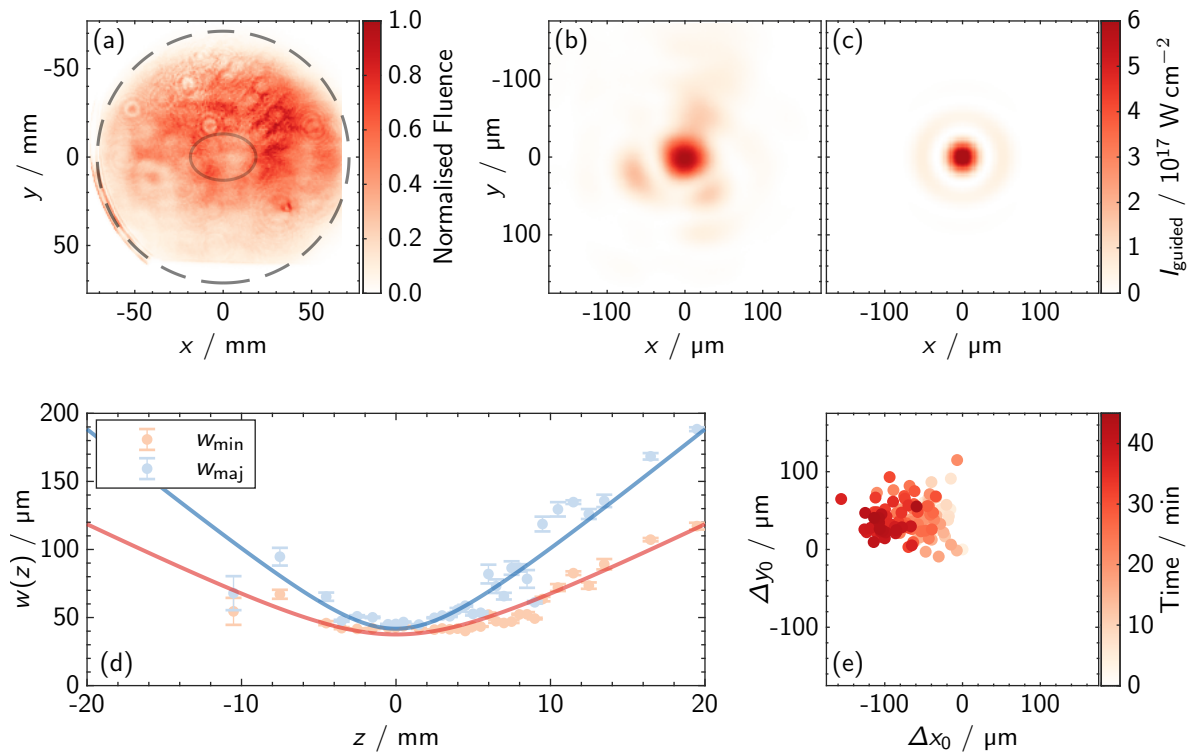 (a)
-50
0
50
y / mm
-50
0
50
x / mm
1.0
0.8
0.6
0.4
0.2
0.0
Normalised Fluence
(b)
-100
0
100
y / µm
-100
0
100
x / µm
(c)
-100
0
100
x / µm
6
5
4
3
2
1
0
I_guided / 10^17 W cm^−2
200
150
100
50
0
w(z) / µm
w_min
w_maj
(d)
-20
-10
0
10
20
z / mm
100
0
-100
Δy_0 / µm
(e)
-100
0
100
Δx_0 / µm
40
30
20
10
0
Time / min